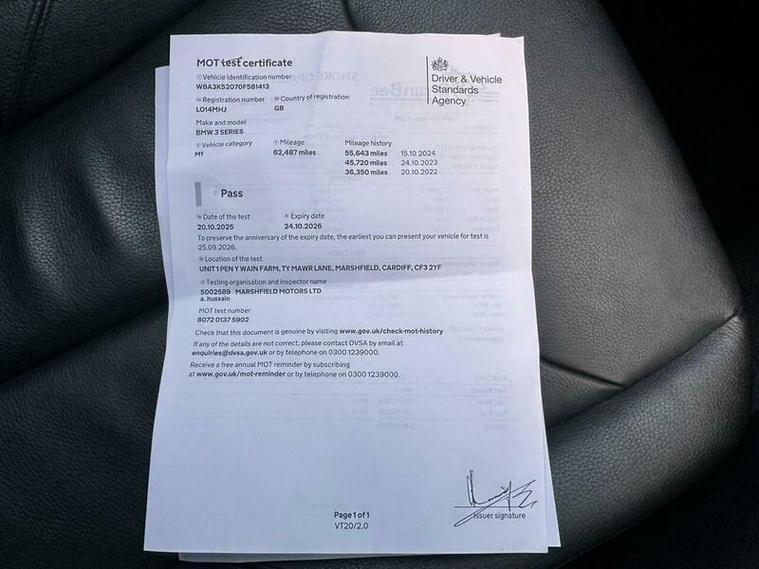 MOT test certificate
Vehicle identification number
WBA3K52070F581413
Registration number Country of registration
LO14MHJ GB
Make and model
BMW 3 SERIES
Vehicle category Mileage Mileage history
M1 62,487 miles 55,643 miles 15.10.2024
45,720 miles 24.10.2023
36,350 miles 20.10.2022
Driver & Vehicle
Standards
Agency
Pass
Date of the test Expiry date
20.10.2025 24.10.2026
To preserve the anniversary of the expiry date, the earliest you can present your vehicle for test is
25.09.2026.
Location of the test
UNIT 1 PEN Y WAIN FARM, TY MAWR LANE, MARSHFIELD, CARDIFF, CF3 2YF
Testing organisation and inspector name
S002589 MARSHFIELD MOTORS LTD
a. hussain
MOT test number
8072 0137 5902
Check that this document is genuine by visiting www.gov.uk/check-mot-history
If any of the details are not correct, please contact DVSA by email at
enquiries@dvsa.gov.uk or by telephone on 0300 1239000.
Receive a free annual MOT reminder by subscribing
at www.gov.uk/mot-reminder or by telephone on 0300 1239000.
Issuer signature
Page 1 of 1
VT20/2.0